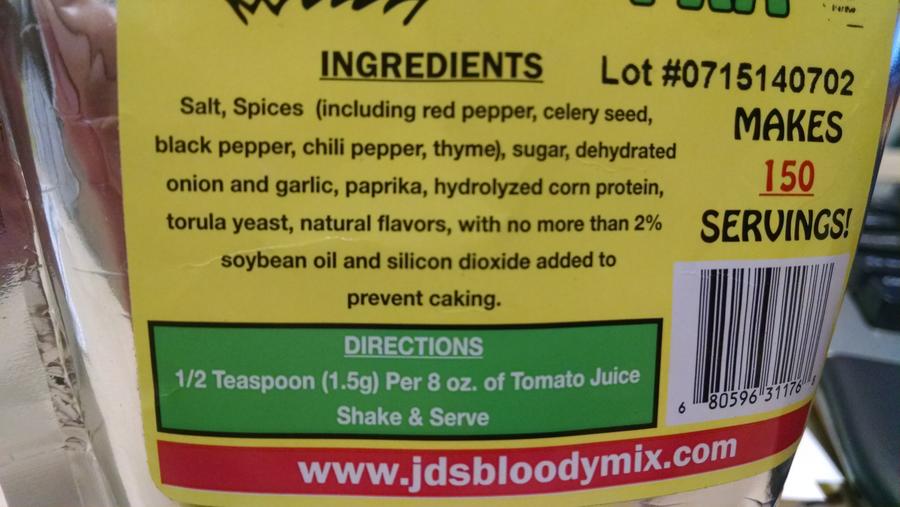 INGREDIENTS
Salt, Spices (including red pepper, celery seed,
black pepper, chili pepper, thyme), sugar, dehydrated
onion and garlic, paprika, hydrolyzed corn protein,
torula yeast, natural flavors, with no more than 2%
soybean oil and silicon dioxide added to
prevent caking.
Lot #0715140702
MAKES
150
SERVINGS!
DIRECTIONS
1/2 Teaspoon (1.5g) Per 8 oz. of Tomato Juice
Shake & Serve
6 80596 31176 8
www.jdsbloodymix.com